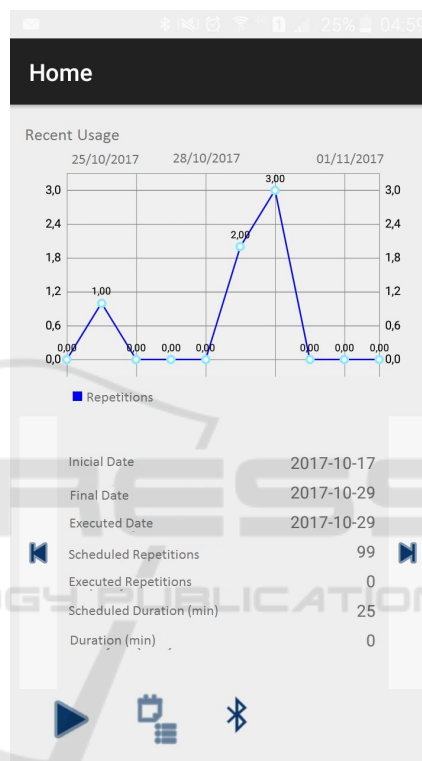 25% 04:59
Home
Recent Usage
25/10/2017 28/10/2017 01/11/2017
3,00
3,0 3,0
2,4 2,4
2,00
1,8 1,8
1,2 1,00 1,2
0,6 0,6
0,00 0,00 0,00 0,00 0,00 0,00 0,00
0,0 0,0
Repetitions
Inicial Date 2017-10-17
Final Date 2017-10-29
Executed Date 2017-10-29
Scheduled Repetitions 99
Executed Repetitions 0
Scheduled Duration (min) 25
Duration (min) 0